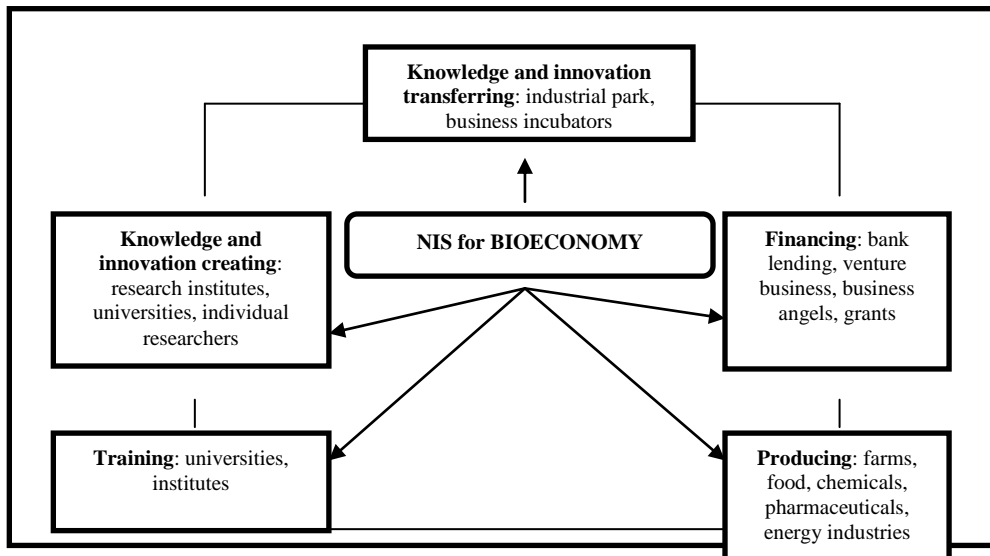 Knowledge and innovation
transferring: industrial park,
business incubators
Knowledge and
innovation creating:
research institutes,
universities, individual
researchers
NIS for BIOECONOMY
Financing: bank
lending, venture
business, business
angels, grants
Training: universities,
institutes
Producing: farms,
food, chemicals,
pharmaceuticals,
energy industries